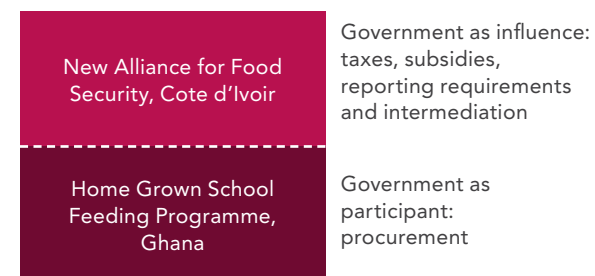 New Alliance for Food
Security, Cote d'Ivoir
Government as influence:
taxes, subsidies,
reporting requirements
and intermediation
Home Grown School
Feeding Programme,
Ghana
Government as
participant:
procurement